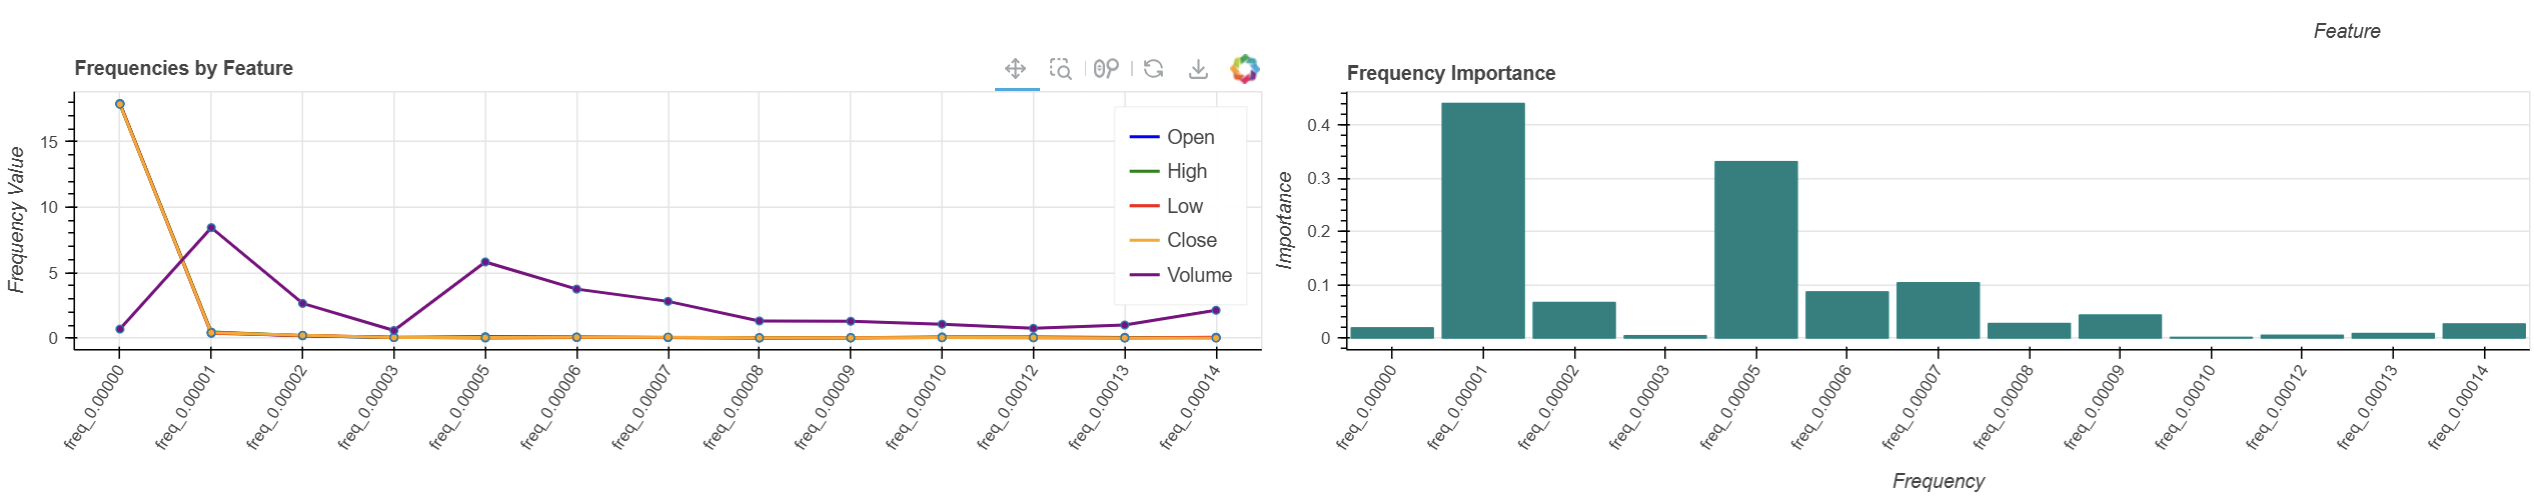 Feature
Frequencies by Feature
Frequency Value
15
10
5
0
Open
High
Low
Close
Volume
freq_0.00000
freq_0.00001
freq_0.00002
freq_0.00003
freq_0.00005
freq_0.00006
freq_0.00007
freq_0.00008
freq_0.00009
freq_0.00010
freq_0.00012
freq_0.00013
freq_0.00014
Frequency Importance
Importance
0.4
0.3
0.2
0.1
0
freq_0.00000
freq_0.00001
freq_0.00002
freq_0.00003
freq_0.00005
freq_0.00006
freq_0.00007
freq_0.00008
freq_0.00009
freq_0.00010
freq_0.00012
freq_0.00013
freq_0.00014
Frequency